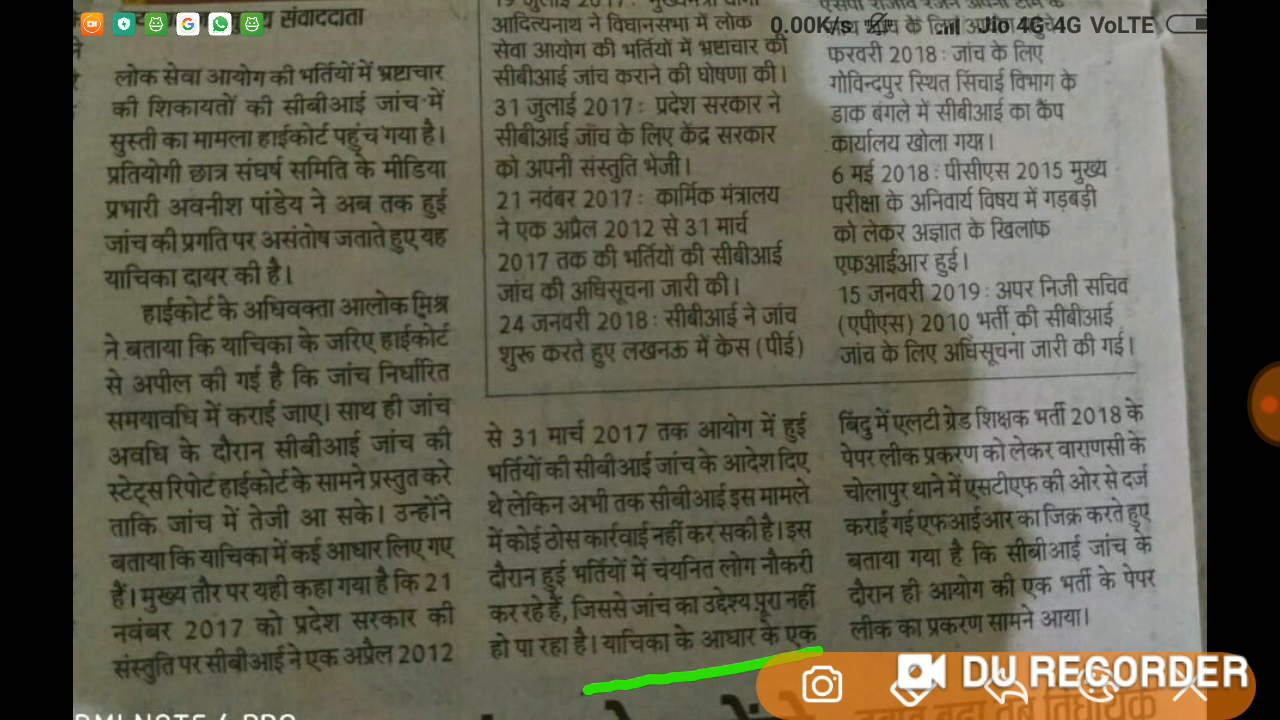 संवाददाता
लोक सेवा आयोग की भर्तियों में भ्रष्टाचार
की शिकायतों की सीबीआई जांच में
सुस्ती का मामला हाईकोर्ट पहुंच गया है।
प्रतियोगी छात्र संघर्ष समिति के मीडिया
प्रभारी अवनीश पांडेय ने अब तक हुई
जांच की प्रगति पर असंतोष जताते हुए यह
याचिका दायर की है।
हाईकोर्ट के अधिवक्ता आलोक मिश्र
ने बताया कि याचिका के जरिए हाईकोर्ट
से अपील की गई है कि जांच निर्धारित
समयावधि में कराई जाए। साथ ही जांच
अवधि के दौरान सीबीआई जांच की
स्टेट्स रिपोर्ट हाईकोर्ट के सामने प्रस्तुत करे
ताकि जांच में तेजी आ सके। उन्होंने
बताया कि याचिका में कई आधार लिए गए
हैं। मुख्य तौर पर यही कहा गया है कि 21
नवंबर 2017 को प्रदेश सरकार की
संस्तुति पर सीबीआई ने एक अप्रैल 2012
19 जुलाई 2017: मुख्यमंत्री योगी
आदित्यनाथ ने विधानसभा में लोक
सेवा आयोग की भर्तियों में भ्रष्टाचार की
सीबीआई जांच कराने की घोषणा की।
31 जुलाई 2017: प्रदेश सरकार ने
सीबीआई जांच के लिए केंद्र सरकार
को अपनी संस्तुति भेजी।
21 नवंबर 2017: कार्मिक मंत्रालय
ने एक अप्रैल 2012 से 31 मार्च
2017 तक की भर्तियों की सीबीआई
जांच की अधिसूचना जारी की।
24 जनवरी 2018: सीबीआई ने जांच
शुरू करते हुए लखनऊ में केस (पीई)
एसपी राजीव रंजन अपनी टीम के
जांच के लिए
फरवरी 2018: जांच के लिए
गोविन्दपुर स्थित सिंचाई विभाग के
डाक बंगले में सीबीआई का कैंप
कार्यालय खोला गया।
6 मई 2018: पीसीएस 2015 मुख्य
परीक्षा के अनिवार्य विषय में गड़बड़ी
को लेकर अज्ञात के खिलाफ
एफआईआर हुई।
15 जनवरी 2019: अपर निजी सचिव
(एपीएस) 2010 भर्ती की सीबीआई
जांच के लिए अधिसूचना जारी की गई।
से 31 मार्च 2017 तक आयोग में हुई
भर्तियों की सीबीआई जांच के आदेश दिए
थे लेकिन अभी तक सीबीआई इस मामले
में कोई ठोस कार्रवाई नहीं कर सकी है। इस
दौरान हुई भर्तियों में चयनित लोग नौकरी
कर रहे हैं, जिससे जांच का उद्देश्य पूरा नहीं
हो पा रहा है। याचिका के आधार के एक
बिंदु में एलटी ग्रेड शिक्षक भर्ती 2018 के
पेपर लीक प्रकरण को लेकर वाराणसी के
चोलापुर थाने में एसटीएफ की ओर से दर्ज
कराई गई एफआईआर का जिक्र करते हुए
बताया गया है कि सीबीआई जांच के
दौरान ही आयोग की एक भर्ती के पेपर
लीक का प्रकरण सामने आया।
0.00K/s Jio 4G 4G VoLTE
DU RECORDER